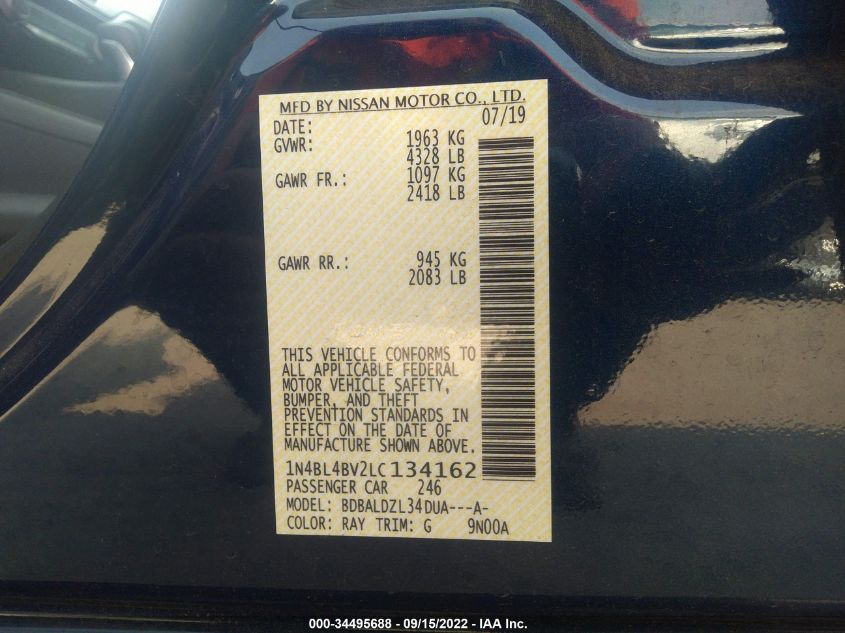 MFD BY NISSAN MOTOR CO., LTD.
DATE: 07/19
GVWR: 1963 KG
4328 LB
GAWR FR.: 1097 KG
2418 LB
GAWR RR.: 945 KG
2083 LB
THIS VEHICLE CONFORMS TO
ALL APPLICABLE FEDERAL
MOTOR VEHICLE SAFETY,
BUMPER, AND THEFT
PREVENTION STANDARDS IN
EFFECT ON THE DATE OF
MANUFACTURE SHOWN ABOVE.
1N4BL4BV2LC134162
PASSENGER CAR 246
MODEL: BDBALDZL34DUA---A-
COLOR: RAY TRIM: G 9N00A
000-34495688 - 09/15/2022 - IAA Inc.